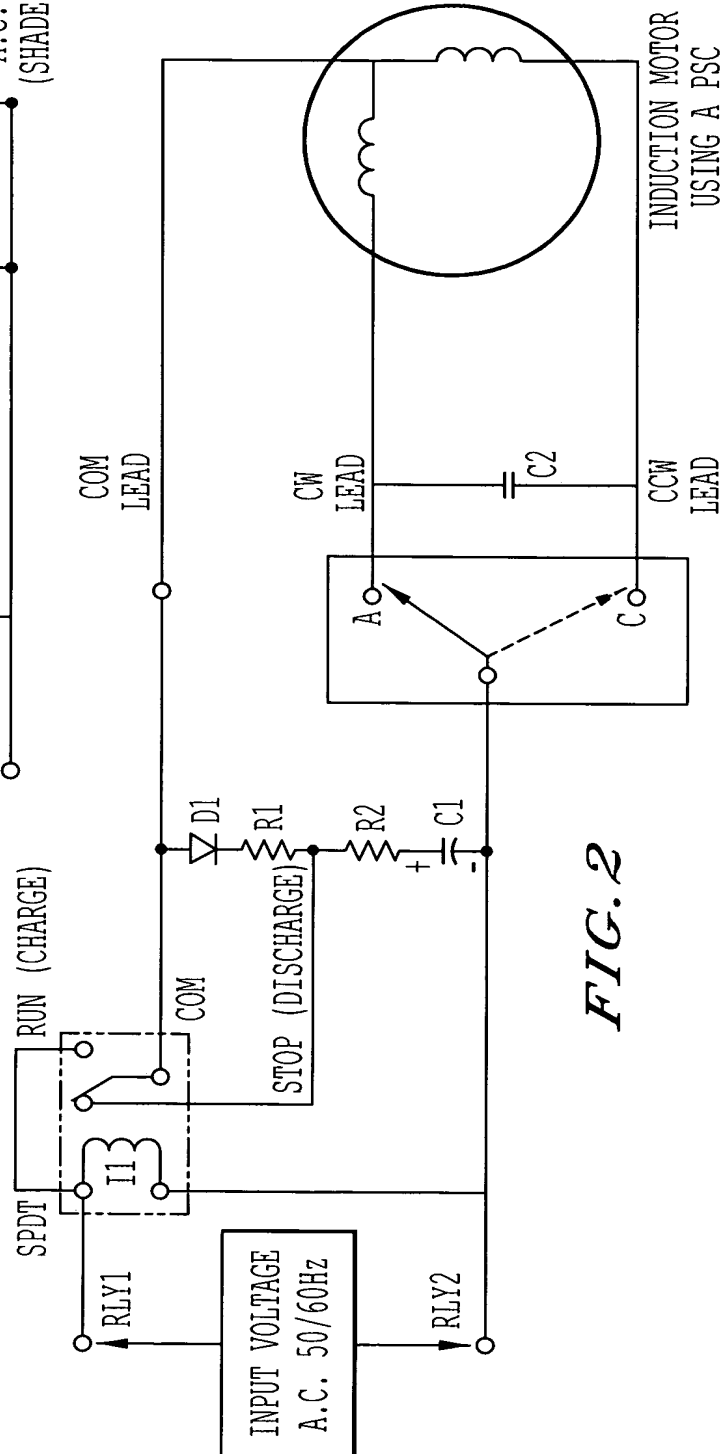 A.C.
(SHADE
SPDT
RUN (CHARGE)
I1
COM
RLY1
INPUT VOLTAGE
A.C. 50/60Hz
RLY2
STOP (DISCHARGE)
D1
R1
R2
+
C1
-
COM
LEAD
A
C
CW
LEAD
C2
CCW
LEAD
INDUCTION MOTOR
USING A PSC
FIG. 2